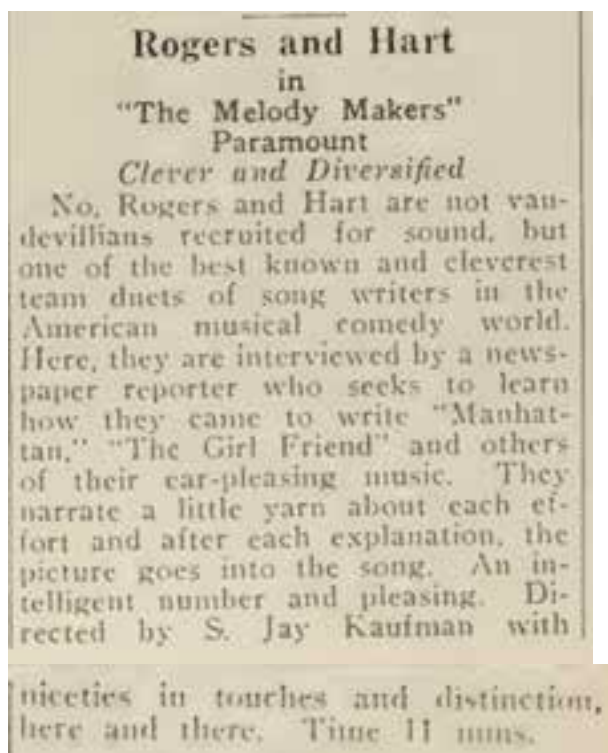 Rogers and Hart
in
"The Melody Makers"
Paramount
Clever and Diversified
No, Rogers and Hart are not vau-
devillians recruited for sound, but
one of the best known and cleverest
team duets of song writers in the
American musical comedy world.
Here, they are interviewed by a news-
paper reporter who seeks to learn
how they came to write "Manhat-
tan," "The Girl Friend" and others
of their ear-pleasing music. They
narrate a little yarn about each ef-
fort and after each explanation, the
picture goes into the song. An in-
telligent number and pleasing. Di-
rected by S. Jay Kaufman with
niceties in touches and distinction,
here and there. Time 11 mins.